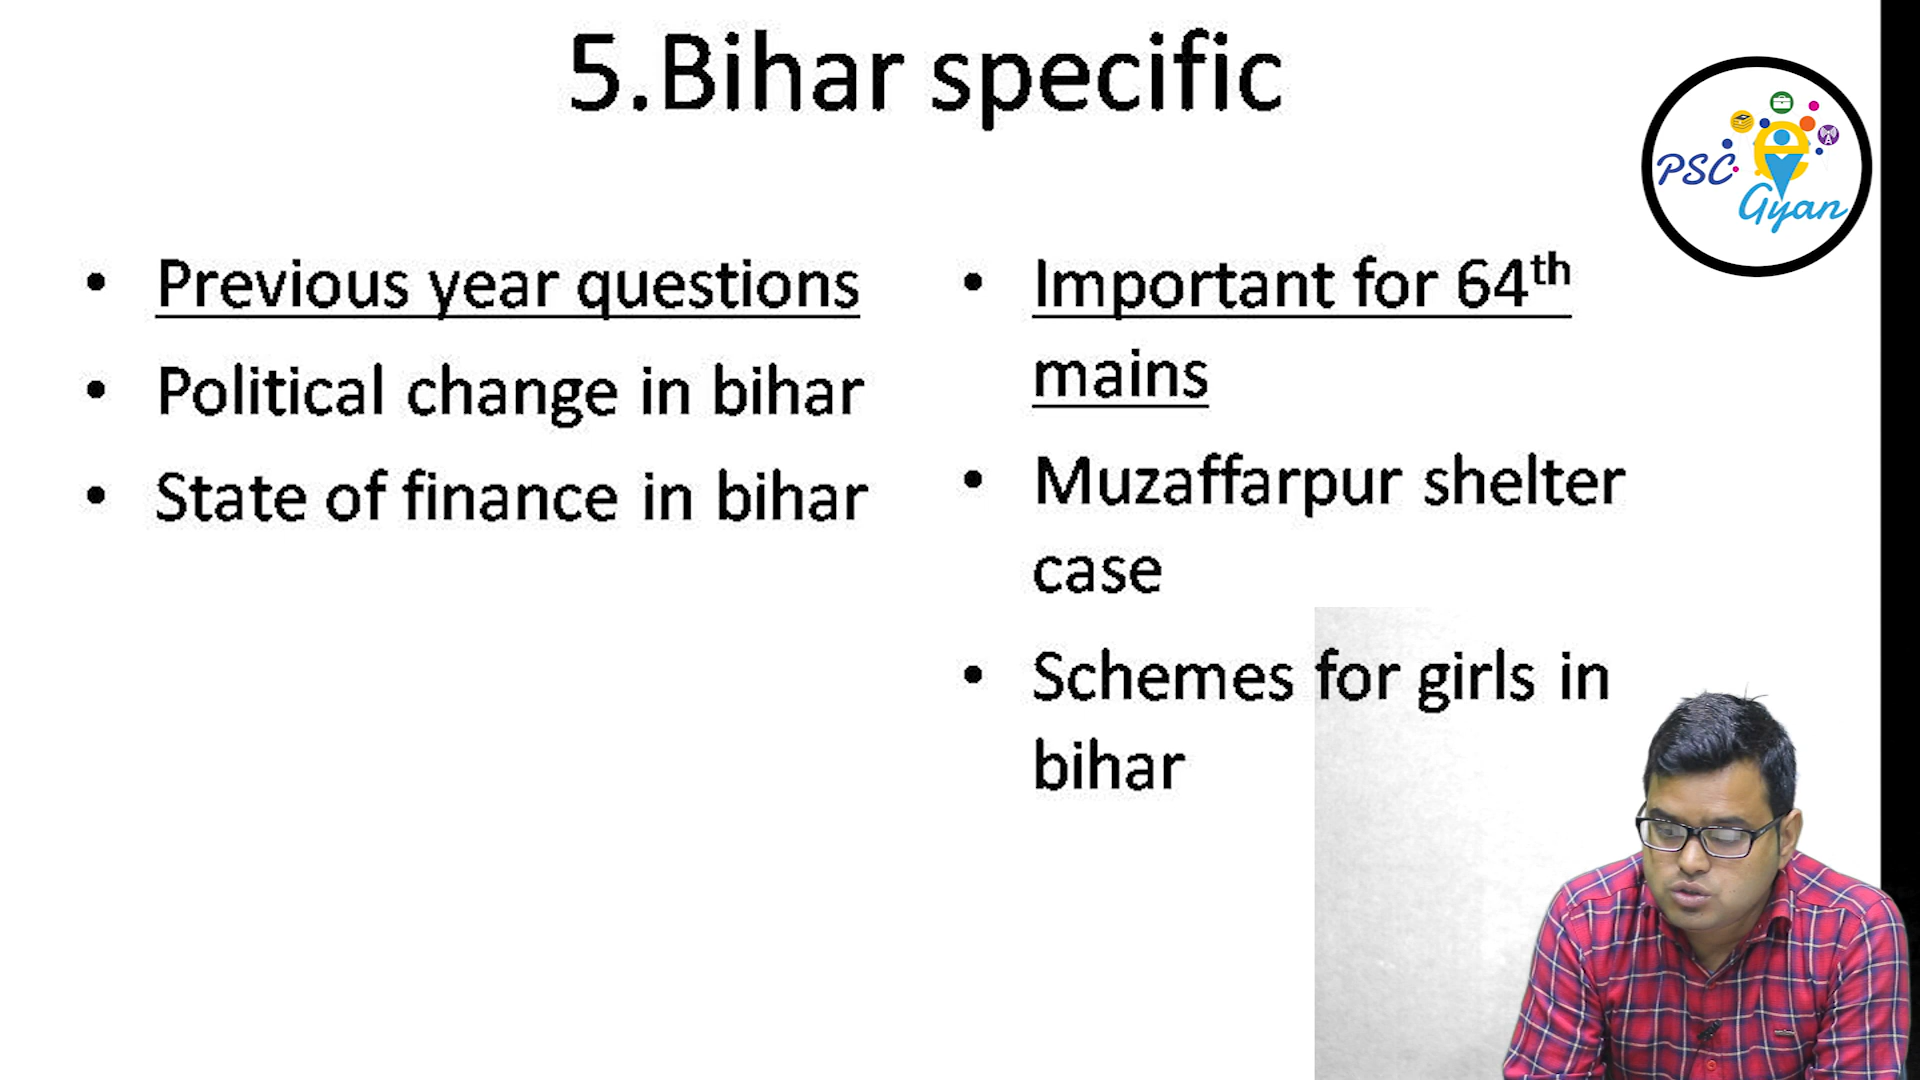 5.Bihar specific
PSC
Gyan
• Previous year questions
• Political change in bihar
• State of finance in bihar
• Important for 64th
mains
• Muzaffarpur shelter
case
• Schemes for girls in
bihar